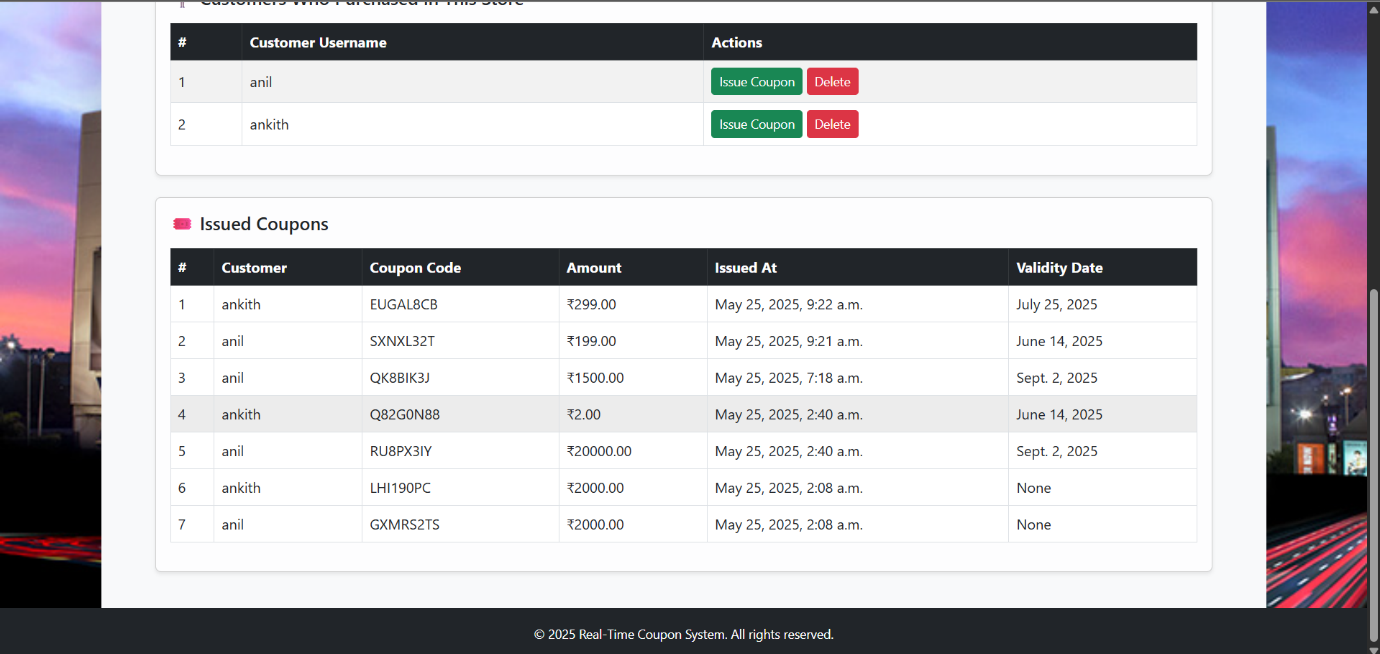 Customers Who Purchased in This Store
# Customer Username Actions
1 anil Issue Coupon Delete
2 ankith Issue Coupon Delete
Issued Coupons
# Customer Coupon Code Amount Issued At Validity Date
1 ankith EUGAL8CB ₹299.00 May 25, 2025, 9:22 a.m. July 25, 2025
2 anil SXNXL32T ₹199.00 May 25, 2025, 9:21 a.m. June 14, 2025
3 anil QK8BIK3J ₹1500.00 May 25, 2025, 7:18 a.m. Sept. 2, 2025
4 ankith Q82G0N88 ₹2.00 May 25, 2025, 2:40 a.m. June 14, 2025
5 anil RU8PX3IY ₹20000.00 May 25, 2025, 2:40 a.m. Sept. 2, 2025
6 ankith LHI190PC ₹2000.00 May 25, 2025, 2:08 a.m. None
7 anil GXMRS2TS ₹2000.00 May 25, 2025, 2:08 a.m. None
© 2025 Real-Time Coupon System. All rights reserved.